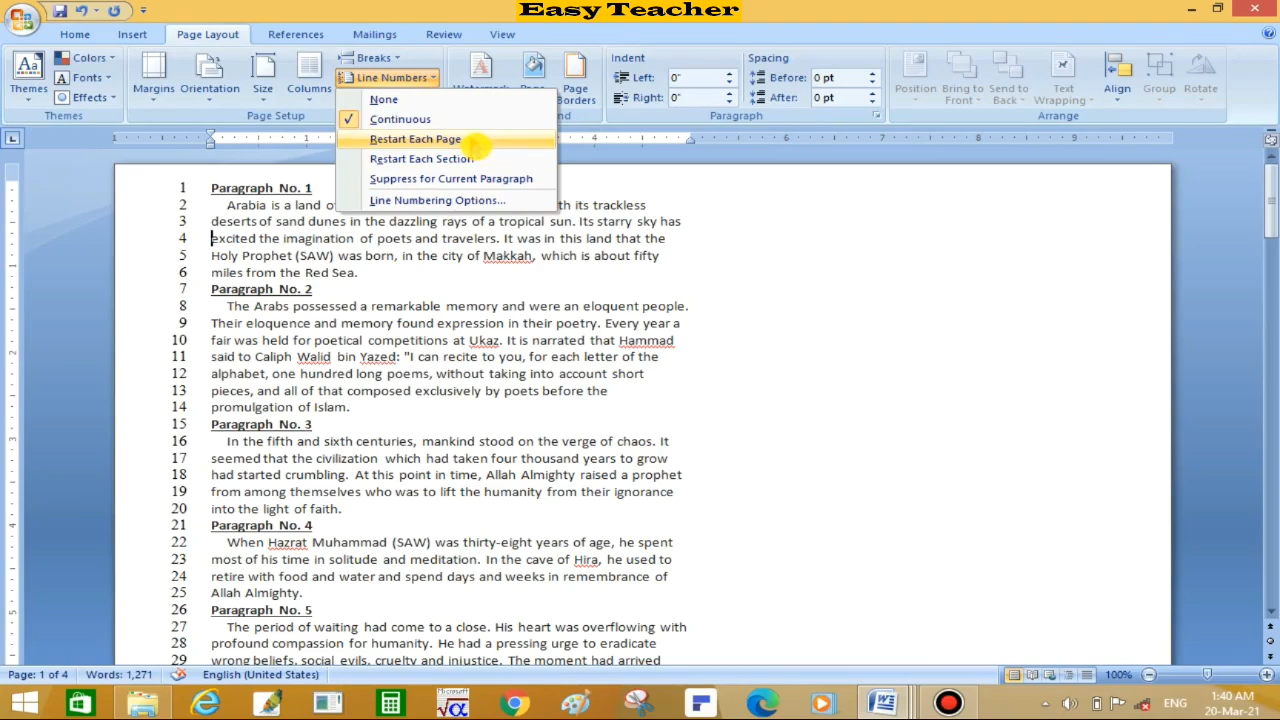 Easy Teacher
Home Insert Page Layout References Mailings Review View
Themes
Colors
Fonts
Effects
Themes
Margins
Orientation
Size
Columns
Breaks
Line Numbers
Page Setup
Page
Borders
Indent
Left: 0"
Right: 0"
Spacing
Before: 0 pt
After: 0 pt
Paragraph
Position
Bring to
Front
Send to
Back
Text
Wrapping
Align
Group
Rotate
Arrange
None
Continuous
Restart Each Page
Restart Each Section
Suppress for Current Paragraph
Line Numbering Options...
1 Paragraph No. 1
2 Arabia is a land of th its trackless
3 deserts of sand dunes in the dazzling rays of a tropical sun. Its starry sky has
4 excited the imagination of poets and travelers. It was in this land that the
5 Holy Prophet (SAW) was born, in the city of Makkah, which is about fifty
6 miles from the Red Sea.
7 Paragraph No. 2
8 The Arabs possessed a remarkable memory and were an eloquent people.
9 Their eloquence and memory found expression in their poetry. Every year a
10 fair was held for poetical competitions at Ukaz. It is narrated that Hammad
11 said to Caliph Walid bin Yazed: "I can recite to you, for each letter of the
12 alphabet, one hundred long poems, without taking into account short
13 pieces, and all of that composed exclusively by poets before the
14 promulgation of Islam.
15 Paragraph No. 3
16 In the fifth and sixth centuries, mankind stood on the verge of chaos. It
17 seemed that the civilization which had taken four thousand years to grow
18 had started crumbling. At this point in time, Allah Almighty raised a prophet
19 from among themselves who was to lift the humanity from their ignorance
20 into the light of faith.
21 Paragraph No. 4
22 When Hazrat Muhammad (SAW) was thirty-eight years of age, he spent
23 most of his time in solitude and meditation. In the cave of Hira, he used to
24 retire with food and water and spend days and weeks in remembrance of
25 Allah Almighty.
26 Paragraph No. 5
27 The period of waiting had come to a close. His heart was overflowing with
28 profound compassion for humanity. He had a pressing urge to eradicate
29 wrong beliefs, social evils, cruelty and injustice. The moment had arrived
Page: 1 of 4 Words: 1,271 English (United States) 100%
Microsoft
ENG
1:40 AM
20-Mar-21